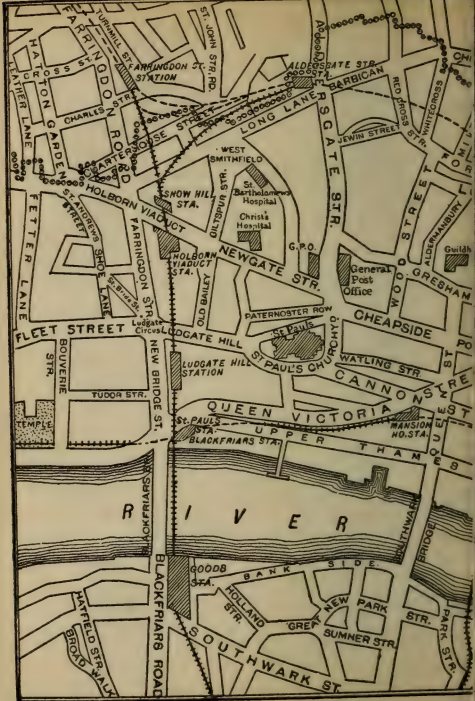 TURNMILL ST.
FARRINGDON ROAD
HATTON GARDEN
LEATHER LANE
CROSS ST.
CHARLES STR.
FARRINGDON ST.
STATION
ST. JOHN STR. RD.
ALDERSGATE STR.
BARBICAN
ALDERSGATE STR.
CHARTERHOUSE STREET
LONG LANE
RED CROSS STR.
WHITECROSS
JEWIN STREET
WEST
SMITHFIELD
St.
Bartholomews
Hospital
Christ's
Hospital
GILTSPUR ST.
SNOW HILL
STA.
HOLBORN VIADUCT
HOLBORN
VIADUCT
STA.
FETTER LANE
ST. ANDREWS
STREET
SHOE LANE
FARRINGDON STR.
St. Bride St.
OLD BAILEY
NEWGATE STR.
G.P.O.
General
Post
Office
WOOD STREET
ALDERMANBURY
Guildh
GRESHAM
PATERNOSTER ROW
CHEAPSIDE
FLEET STREET
Ludgate
Circus
LUDGATE HILL
St Pauls
ST PAUL'S CHURCHYD.
WATLING STR.
CANNON STRE
LUDGATE HILL
STATION
BOUVERIE
STR.
NEW BRIDGE ST.
TUDOR STR.
TEMPLE
QUEEN VICTORIA
St. PAULS
STA.
BLACKFRIARS STA.
MANSION
HO. STA.
UPPER THAMES
QUEEN ST
RIVER
BLACKFRIARS B
SOUTHWARK
BRIDGE
BLACKFRIARS ROAD
GOODS
STA.
BANK SIDE
HOLLAND
STR.
GREAT NEW PARK STR.
SUMNER STR.
PARK STR.
SOUTHWARK ST.
HATFIELD STR.
BROAD WALK